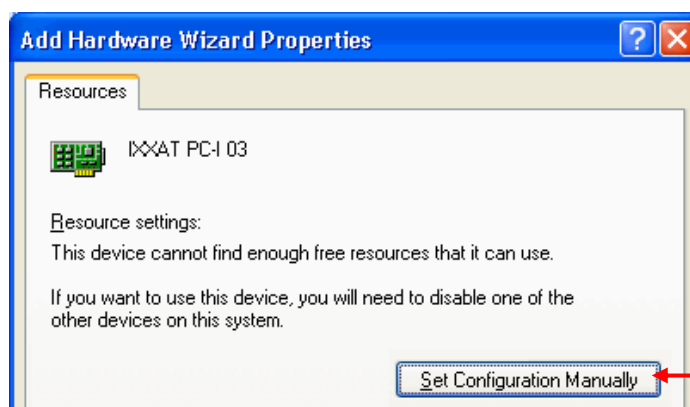 Add Hardware Wizard Properties
Resources
IXXAT PC-I 03
Resource settings:
This device cannot find enough free resources that it can use.
If you want to use this device, you will need to disable one of the
other devices on this system.
Set Configuration Manually